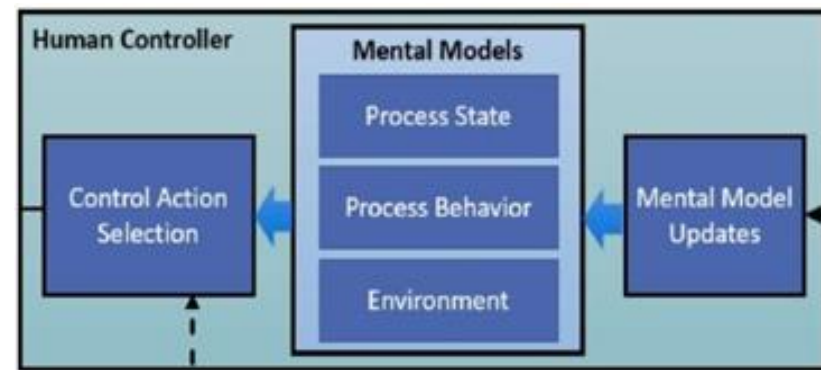 Human Controller
Mental Models
Process State
Process Behavior
Environment
Control Action
Selection
Mental Model
Updates